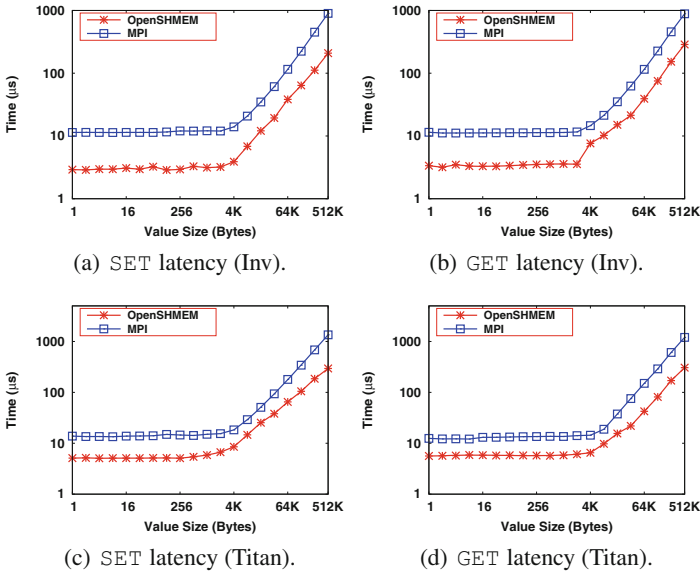 1000
100
10
1
Time (μs)
OpenSHMEM
MPI
1 16 256 4K 64K 512K
Value Size (Bytes)
(a) SET latency (Inv).
1000
100
10
1
Time (μs)
OpenSHMEM
MPI
1 16 256 4K 64K 512K
Value Size (Bytes)
(b) GET latency (Inv).
1000
100
10
1
Time (μs)
OpenSHMEM
MPI
1 16 256 4K 64K 512K
Value Size (Bytes)
(c) SET latency (Titan).
1000
100
10
1
Time (μs)
OpenSHMEM
MPI
1 16 256 4K 64K 512K
Value Size (Bytes)
(d) GET latency (Titan).